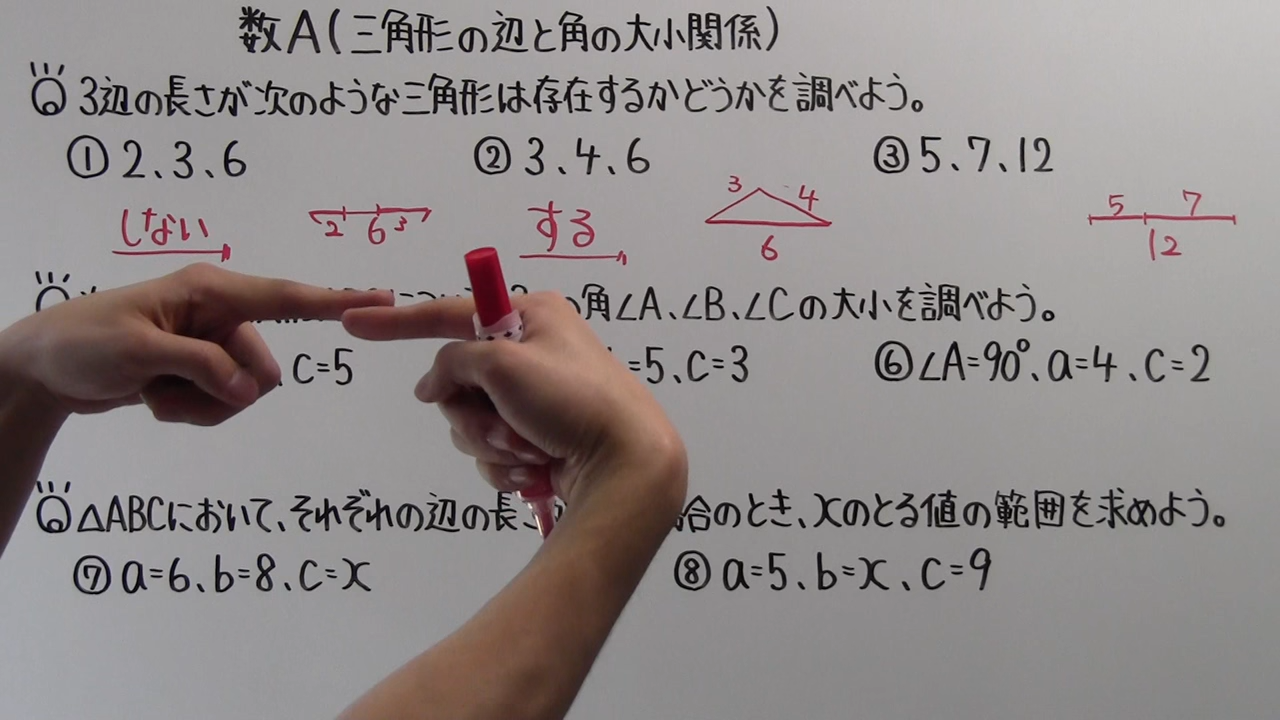 数A(三角形の辺と角の大小関係)
Q 3辺の長さが次のような三角形は存在するかどうかを調べよう。
① 2、3、6 ② 3、4、6 ③ 5、7、12
しない 2 6 3 する 3 4 6 5 7 12
角∠A、∠B、∠Cの大小を調べよう。
c=5 =5、c=3 ⑥ ∠A=90°、a=4、c=2
Q △ABCにおいて、それぞれの辺の長 合のとき、xのとる値の範囲を求めよう。
⑦ a=6、b=8、c=x ⑧ a=5、b=x、c=9